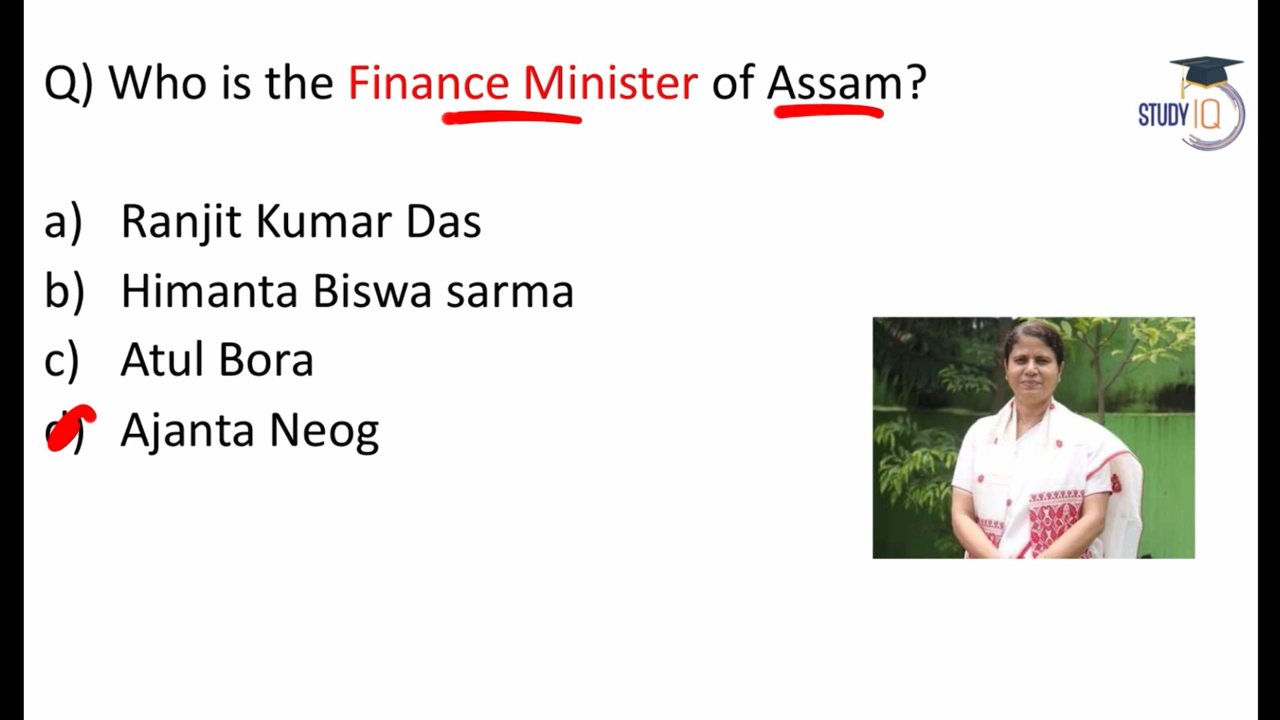 Q) Who is the Finance Minister of Assam?
STUDY IQ
a) Ranjit Kumar Das
b) Himanta Biswa sarma
c) Atul Bora
d) Ajanta Neog